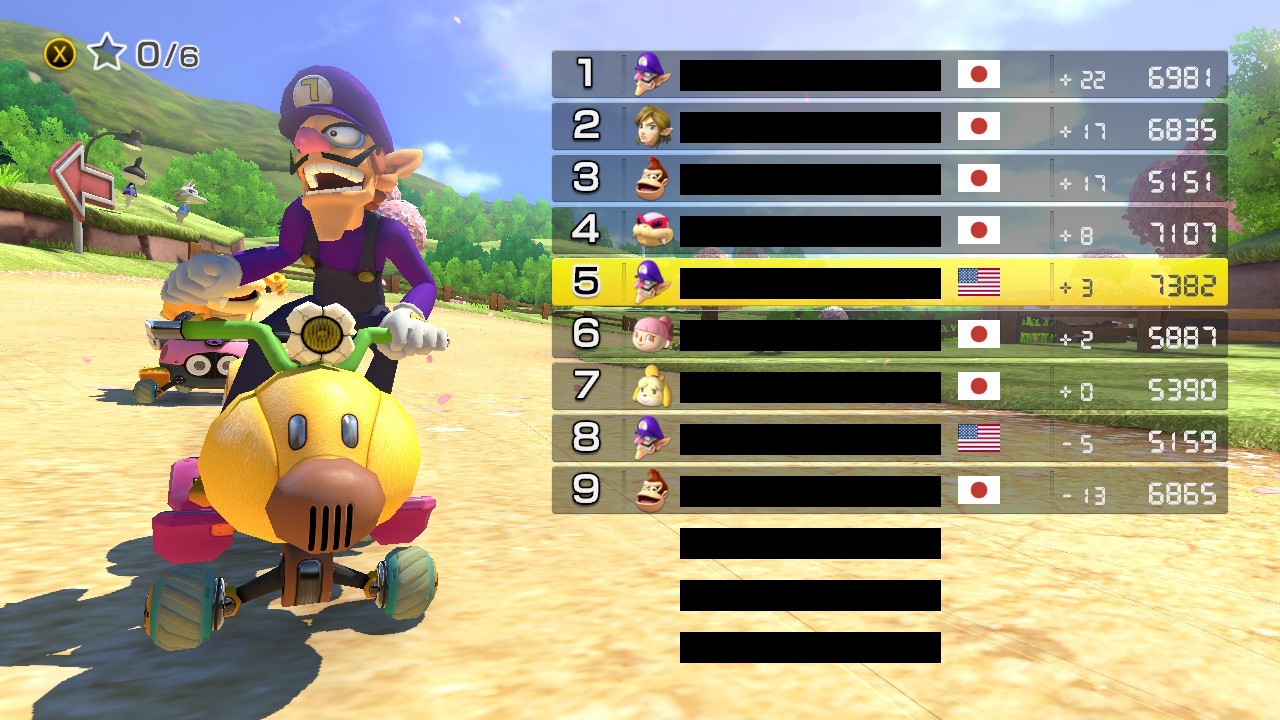 X 0/6
1 + 22 6981
2 + 17 6835
3 + 17 5151
4 + 8 7107
5 + 3 7382
6 + 2 5887
7 + 0 5390
8 - 5 5159
9 - 13 6865